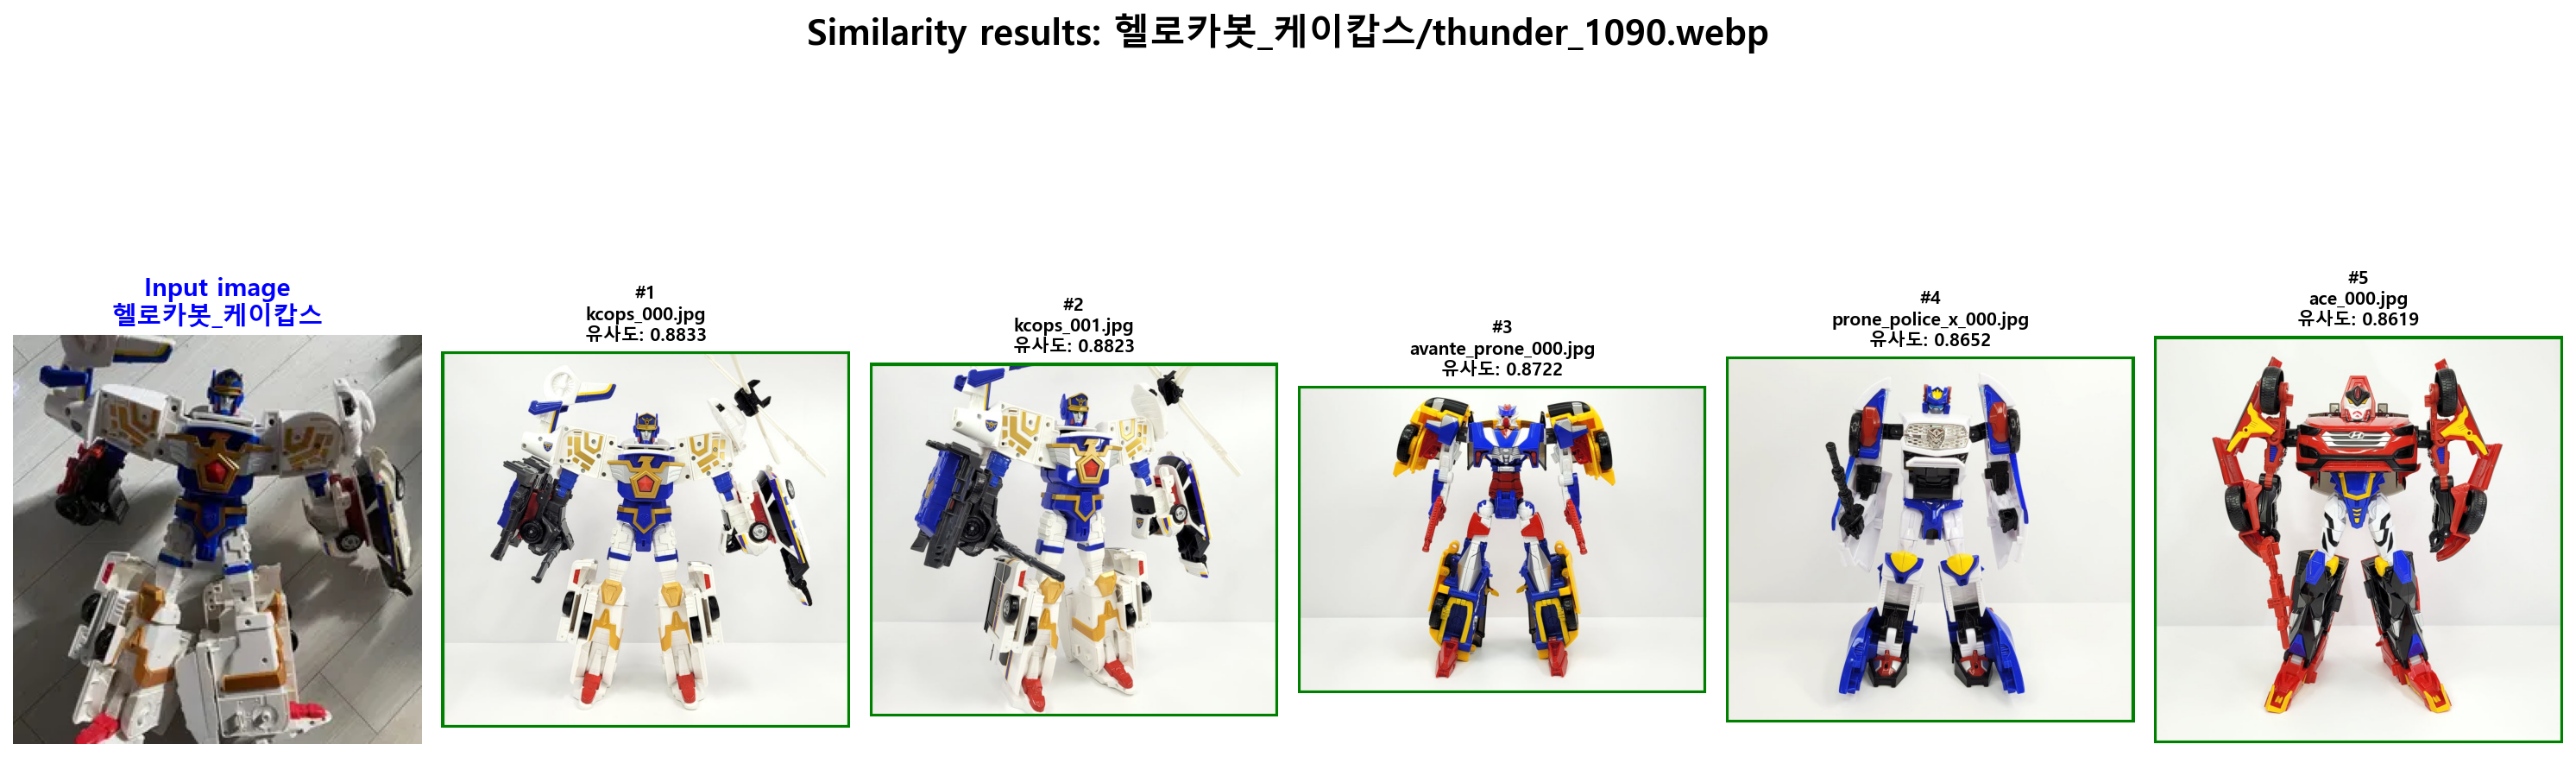 Similarity results: 헬로카봇_케이캅스/thunder_1090.webp
Input image
헬로카봇_케이캅스
#1
kcops_000.jpg
유사도: 0.8833
#2
kcops_001.jpg
유사도: 0.8823
#3
avante_prone_000.jpg
유사도: 0.8722
#4
prone_police_x_000.jpg
유사도: 0.8652
#5
ace_000.jpg
유사도: 0.8619